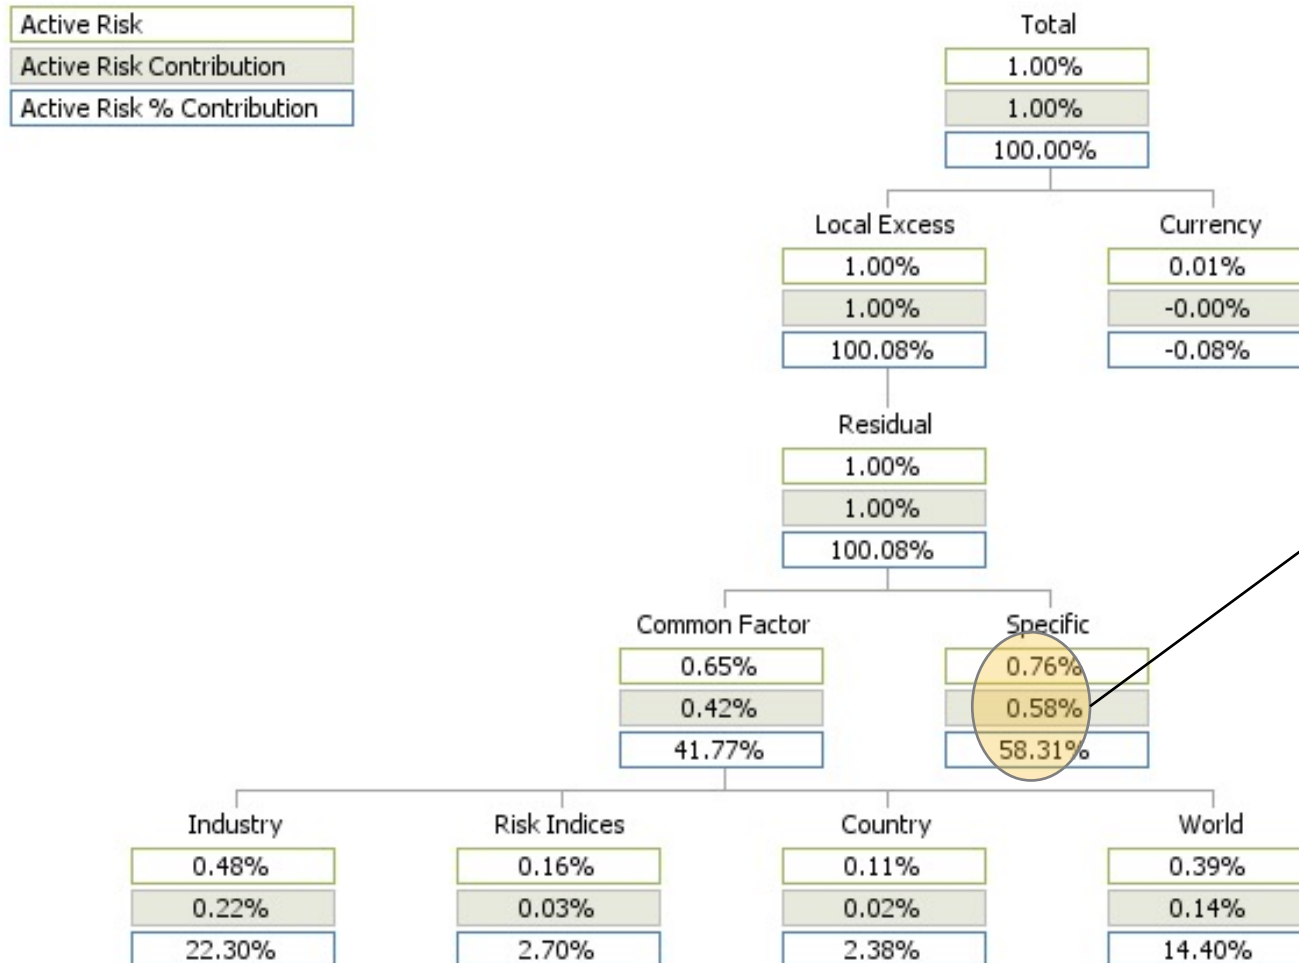 Active Risk
Active Risk Contribution
Active Risk % Contribution
Total
1.00%
1.00%
100.00%
Local Excess
1.00%
1.00%
100.08%
Currency
0.01%
-0.00%
-0.08%
Residual
1.00%
1.00%
100.08%
Common Factor
0.65%
0.42%
41.77%
Specific
0.76%
0.58%
58.31%
Industry
0.48%
0.22%
22.30%
Risk Indices
0.16%
0.03%
2.70%
Country
0.11%
0.02%
2.38%
World
0.39%
0.14%
14.40%